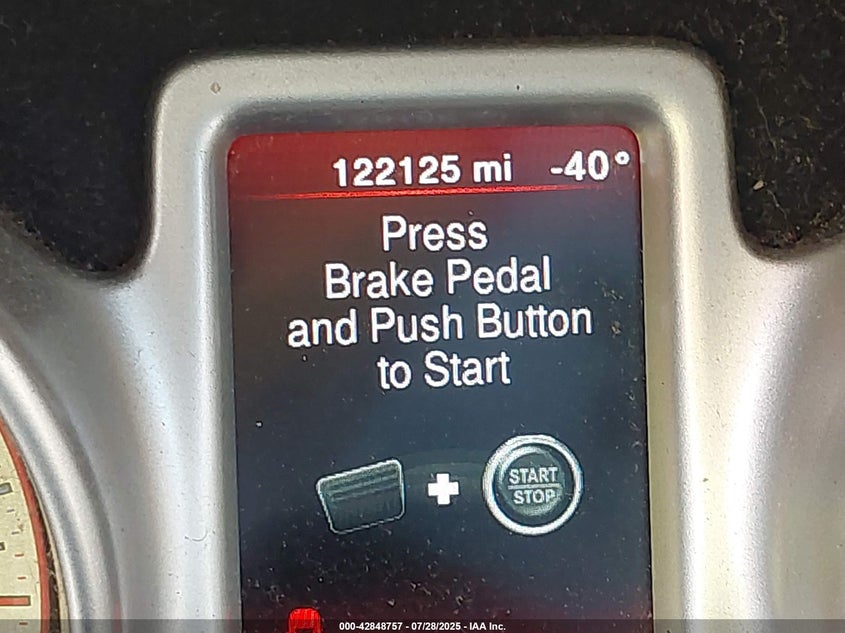 122125 mi -40°
Press
Brake Pedal
and Push Button
to Start
START
STOP
000-42848757 - 07/28/2025 - IAA Inc.